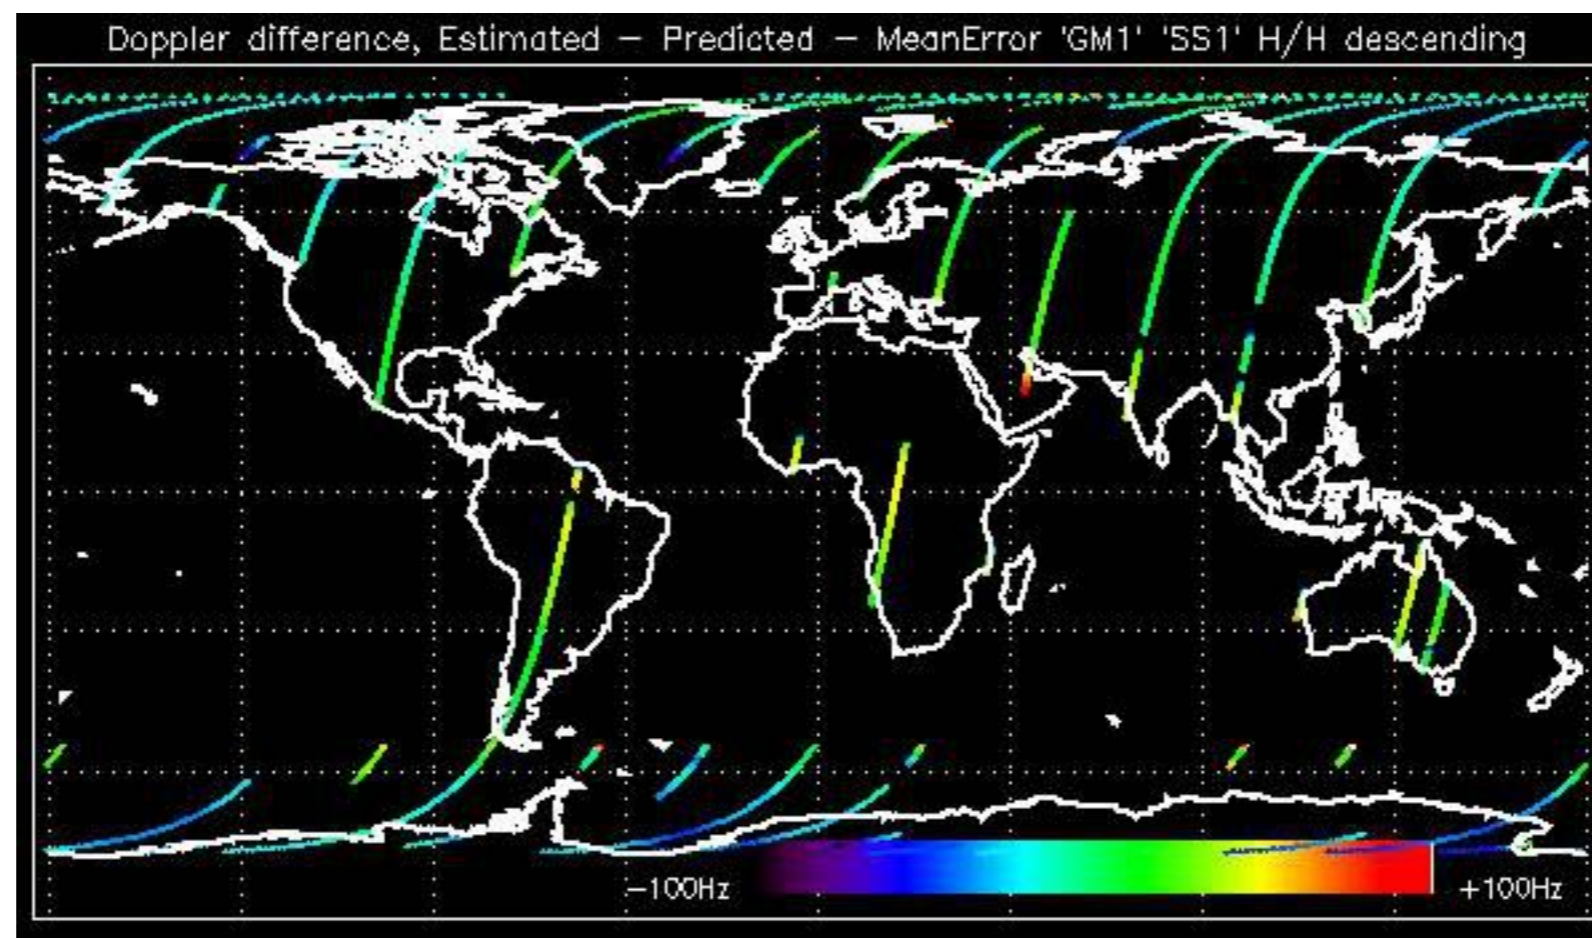 Doppler difference, Estimated – Predicted – MeanError 'GM1' 'SS1' H/H descending
–100Hz
+100Hz